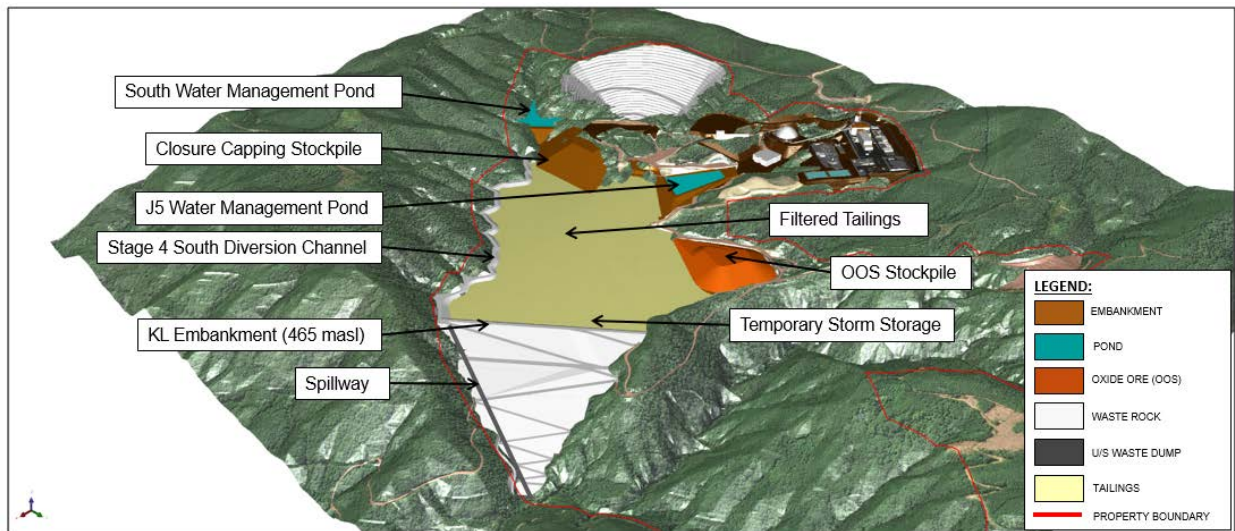 South Water Management Pond
Closure Capping Stockpile
J5 Water Management Pond
Stage 4 South Diversion Channel
KL Embankment (465 masl)
Spillway
Filtered Tailings
OOS Stockpile
Temporary Storm Storage
LEGEND:
EMBANKMENT
POND
OXIDE ORE (OOS)
WASTE ROCK
U/S WASTE DUMP
TAILINGS
PROPERTY BOUNDARY